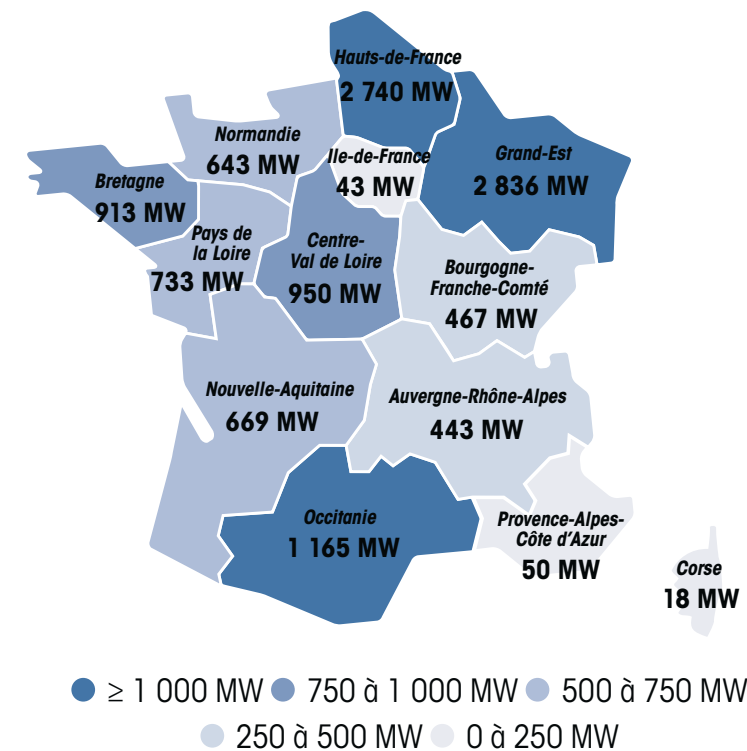 Hauts-de-France
2 740 MW
Normandie
643 MW
Ile-de-France
43 MW
Grand-Est
2 836 MW
Bretagne
913 MW
Pays de
la Loire
733 MW
Centre-
Val de Loire
950 MW
Bourgogne-
Franche-Comté
467 MW
Nouvelle-Aquitaine
669 MW
Auvergne-Rhône-Alpes
443 MW
Occitanie
1 165 MW
Provence-Alpes-
Côte d'Azur
50 MW
Corse
18 MW
≥ 1 000 MW 750 à 1 000 MW 500 à 750 MW
250 à 500 MW 0 à 250 MW